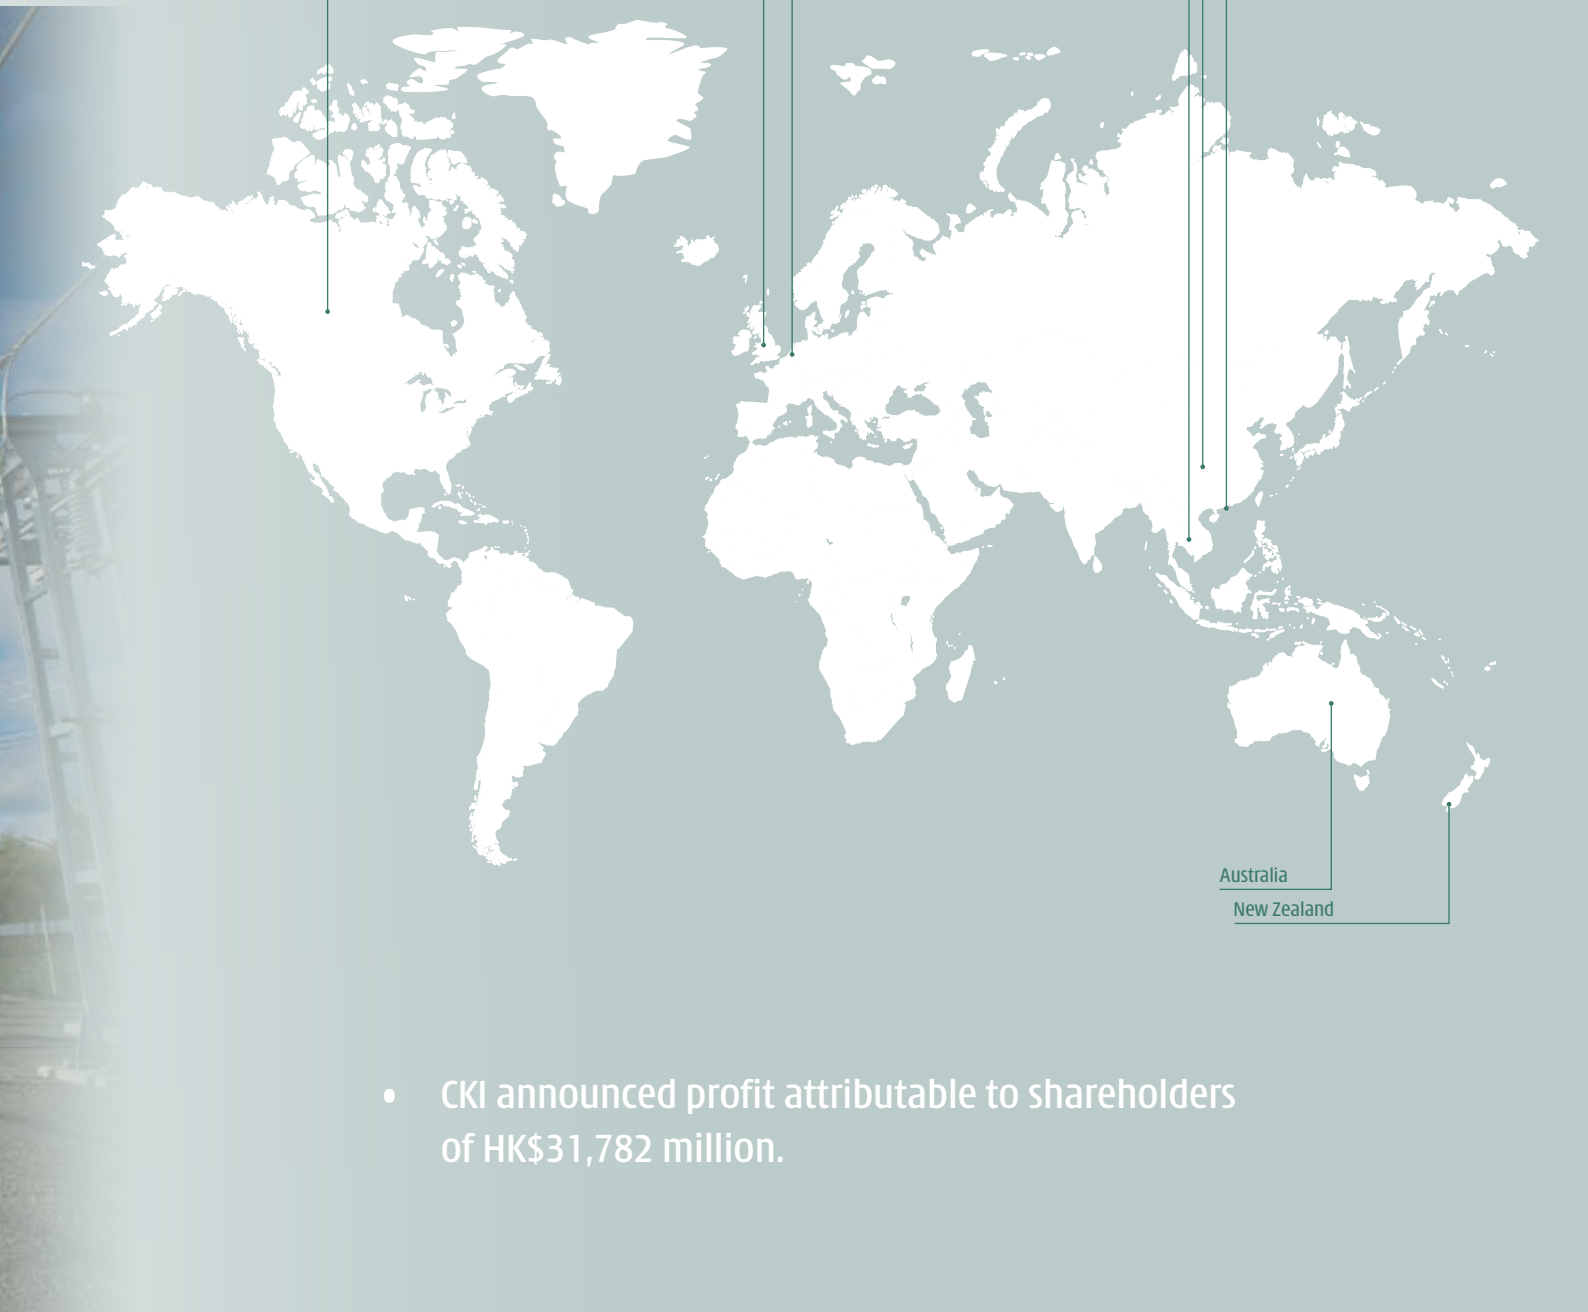 Australia
New Zealand
• CKI announced profit attributable to shareholders
of HK$31,782 million.